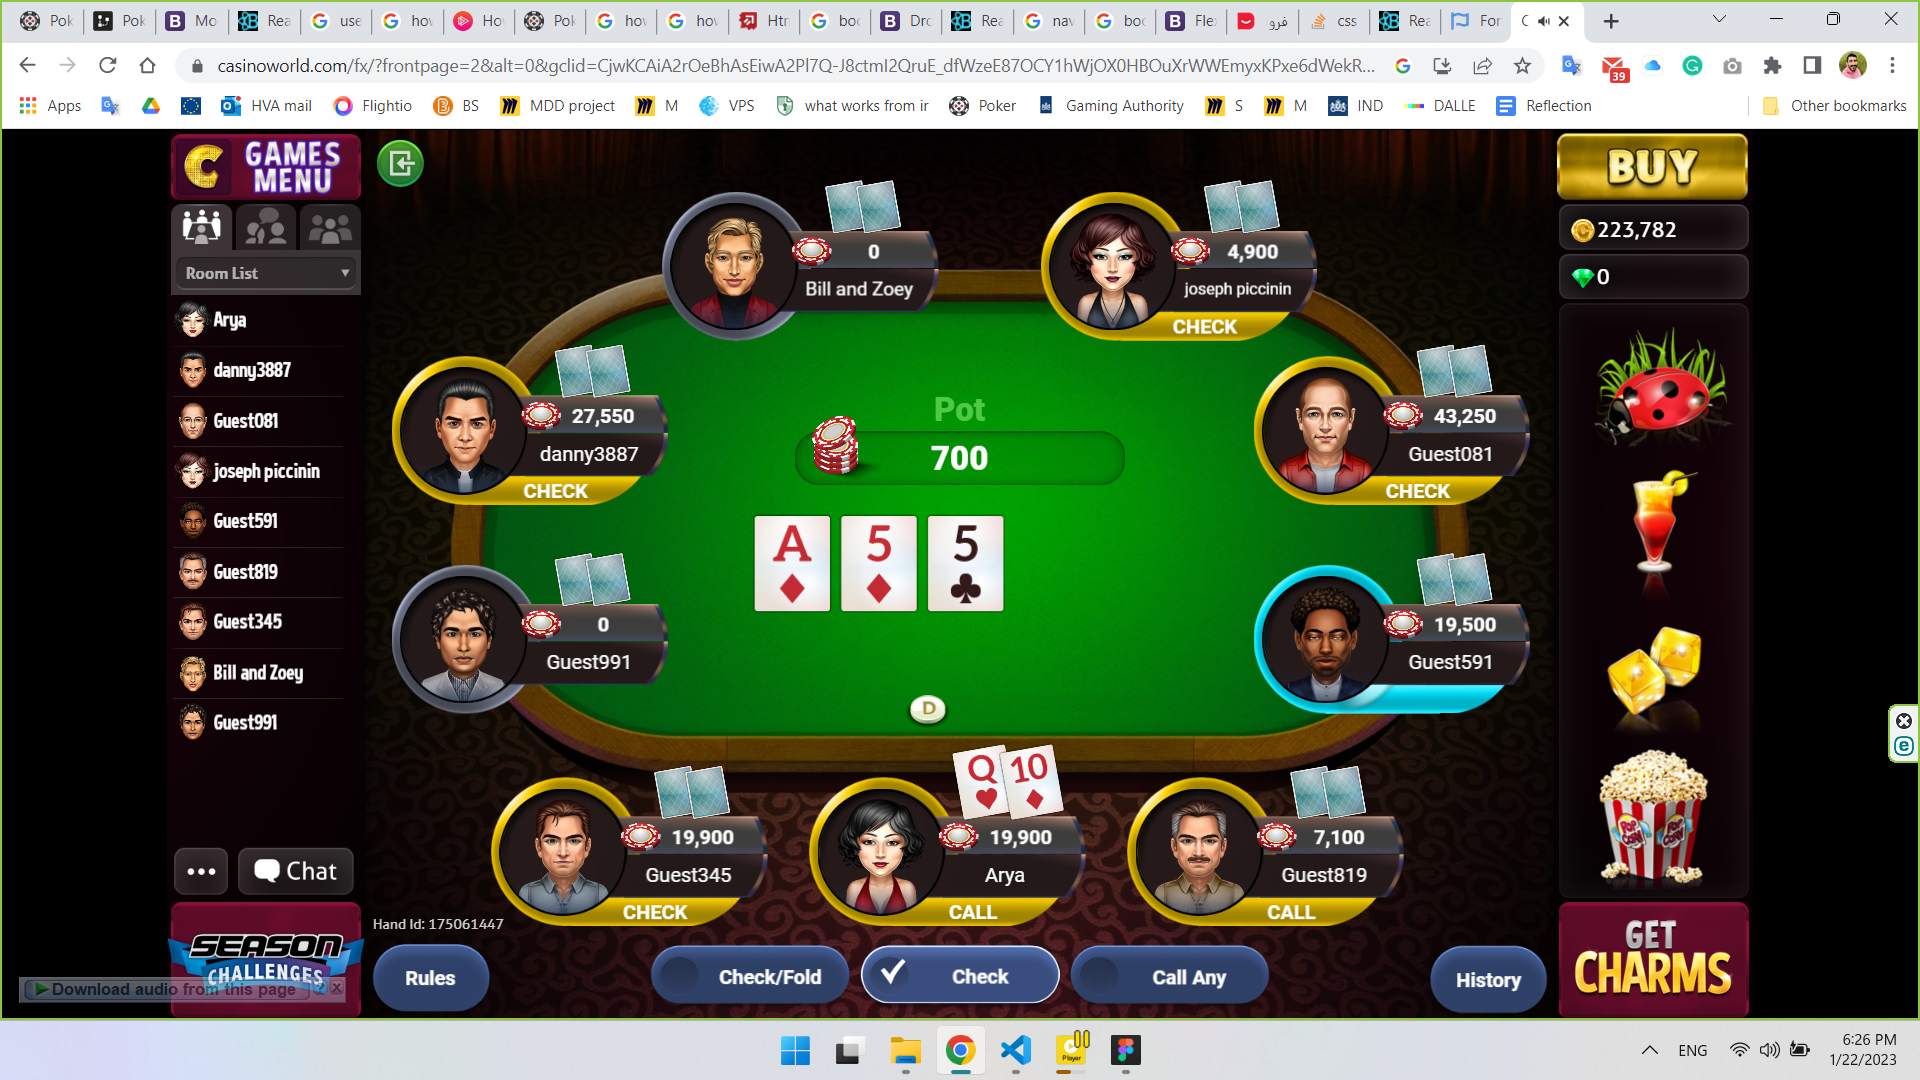 Pok
Pok
Mo
Rea
use
hov
Ho
Pok
hov
hov
Htr
boo
Dro
Rea
nav
boo
Flex
فرو
css
Rea
For
C
casinoworld.com/fx/?frontpage=2&alt=0&gclid=CjwKCAiA2rOeBhAsEiwA2Pl7Q-J8ctmI2QruE_dfWzeE87OCY1hWjOX0HBOuXrWWEmyxKPxe6dWekR...
39
Apps
HVA mail
Flightio
BS
MDD project
M
VPS
what works from ir
Poker
Gaming Authority
S
M
IND
DALLE
Reflection
Other bookmarks
C GAMES
MENU
BUY
223,782
0
Room List
Arya
danny3887
Guest081
joseph piccinin
Guest591
Guest819
Guest345
Bill and Zoey
Guest991
0
Bill and Zoey
4,900
joseph piccinin
CHECK
27,550
danny3887
CHECK
Pot
700
43,250
Guest081
CHECK
A
5
5
0
Guest991
19,500
Guest591
D
Q
10
19,900
Guest345
CHECK
19,900
Arya
CALL
7,100
Guest819
CALL
POP CORN
... Chat
Hand Id: 175061447
SEASON
CHALLENGES
Download audio from this page ? X
Rules
Check/Fold
Check
Call Any
History
GET
CHARMS
Player
ENG
6:26 PM
1/22/2023